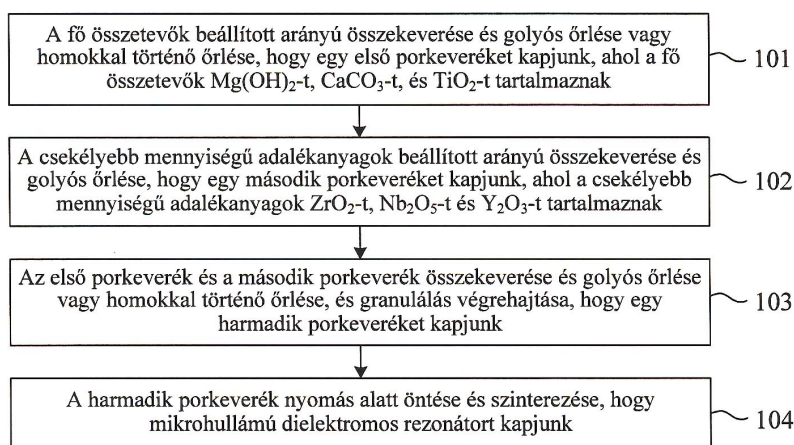 A fő összetevők beállított arányú összekeverése és golyós őrlése vagy
homokkal történő őrlése, hogy egy első porkeveréket kapjunk, ahol a fő
összetevők Mg(OH)₂-t, CaCO₃-t, és TiO₂-t tartalmaznak
101
A csekélyebb mennyiségű adalékanyagok beállított arányú összekeverése és
golyós őrlése, hogy egy második porkeveréket kapjunk, ahol a csekélyebb
mennyiségű adalékanyagok ZrO₂-t, Nb₂O₅-t és Y₂O₃-t tartalmaznak
102
Az első porkeverék és a második porkeverék összekeverése és golyós őrlése
vagy homokkal történő őrlése, és granulálás végrehajtása, hogy egy
harmadik porkeveréket kapjunk
103
A harmadik porkeverék nyomás alatt öntése és szinterezése, hogy
mikrohullámú dielektromos rezonátort kapjunk
104